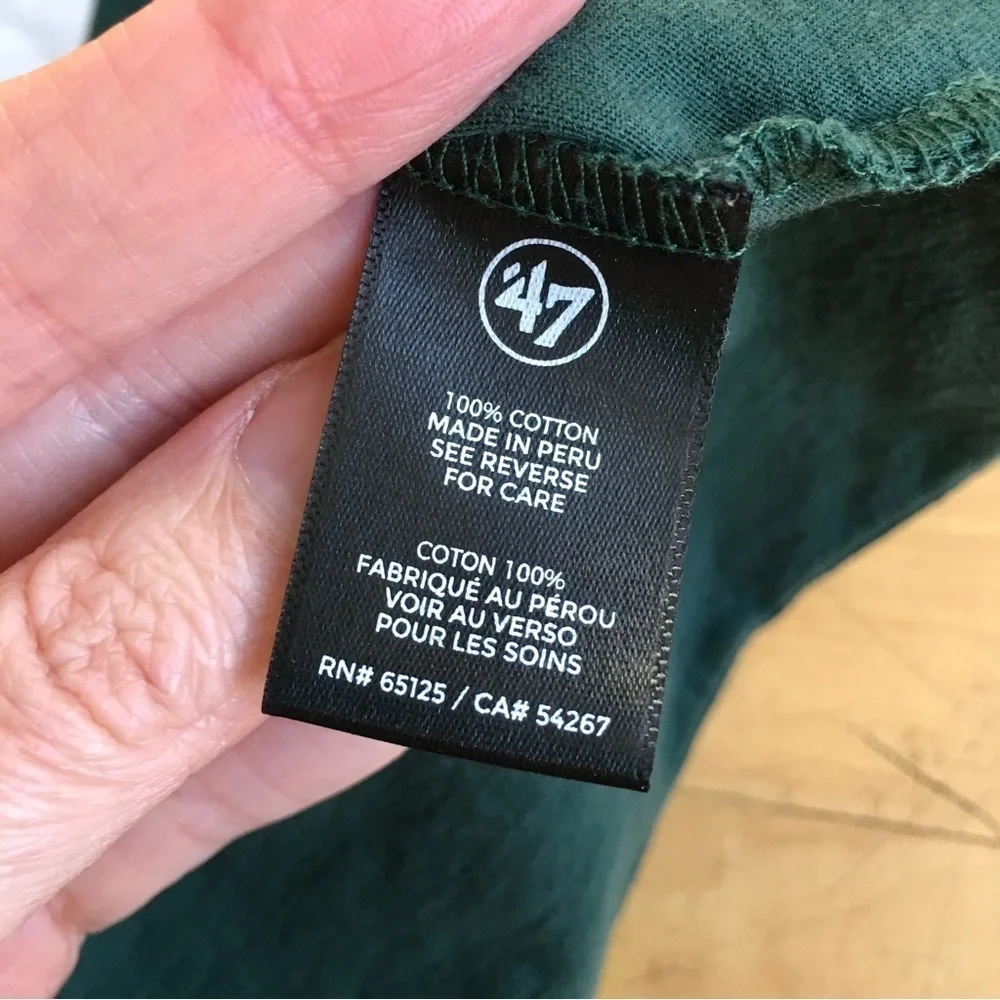 '47
100% COTTON
MADE IN PERU
SEE REVERSE
FOR CARE
COTON 100%
FABRIQUÉ AU PÉROU
VOIR AU VERSO
POUR LES SOINS
RN# 65125 / CA# 54267